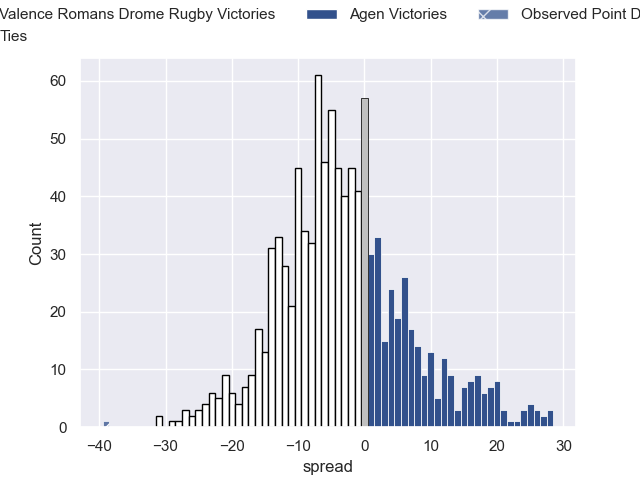 Valence Romans Drome Rugby Victories Agen Victories Observed Point D
Ties
60
50
40
30
20
10
0
Count
−40 −30 −20 −10 0 10 20 30
spread